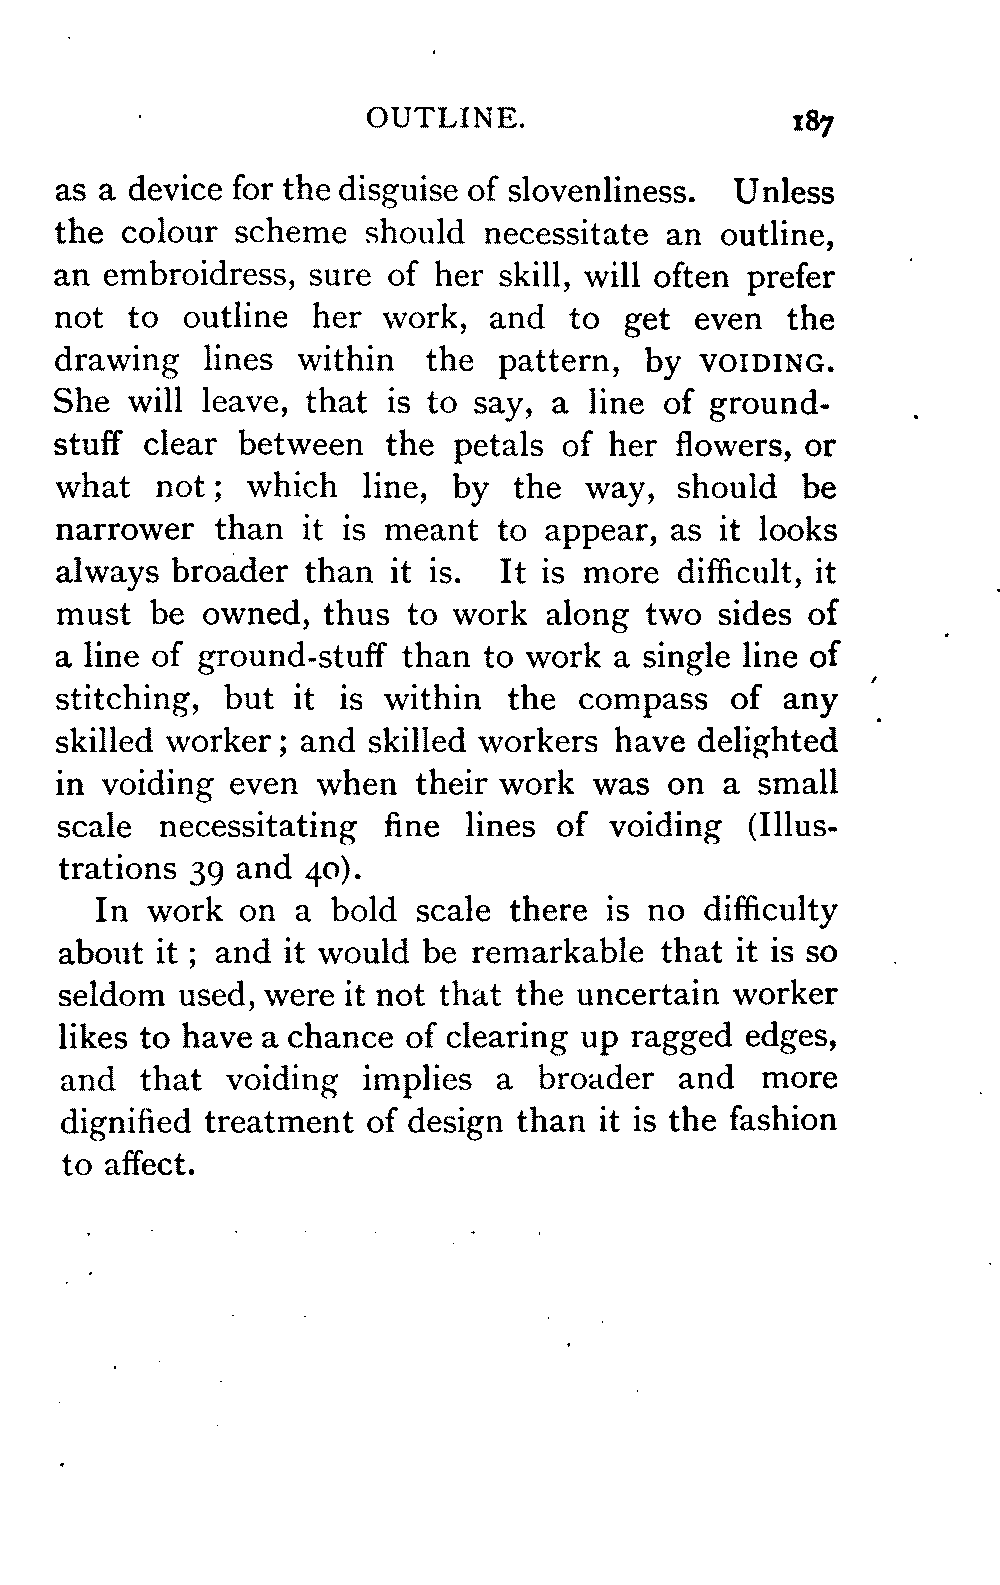 OUTLINE. 187
as a device for the disguise of slovenliness. Unless
the colour scheme should necessitate an outline,
an embroidress, sure of her skill, will often prefer
not to outline her work, and to get even the
drawing lines within the pattern, by VOIDING.
She will leave, that is to say, a line of ground-
stuff clear between the petals of her flowers, or
what not; which line, by the way, should be
narrower than it is meant to appear, as it looks
always broader than it is. It is more difficult, it
must be owned, thus to work along two sides of
a line of ground-stuff than to work a single line of
stitching, but it is within the compass of any
skilled worker; and skilled workers have delighted
in voiding even when their work was on a small
scale necessitating fine lines of voiding (Illus-
trations 39 and 40).
In work on a bold scale there is no difficulty
about it; and it would be remarkable that it is so
seldom used, were it not that the uncertain worker
likes to have a chance of clearing up ragged edges,
and that voiding implies a broader and more
dignified treatment of design than it is the fashion
to affect.